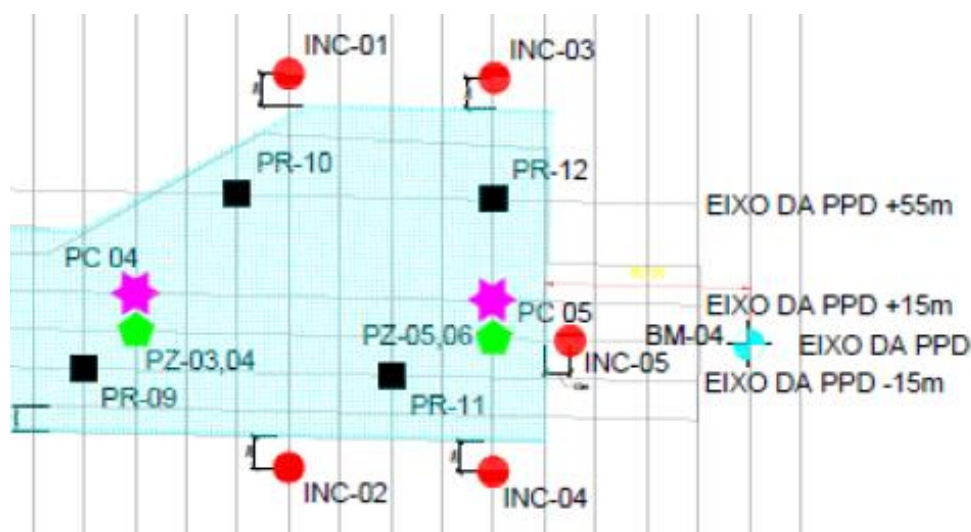 INC-01
INC-03
PR-10
PR-12
EIXO DA PPD +55m
PC 04
PC 05
EIXO DA PPD +15m
PZ-05,06
BM-04
EIXO DA PPD
PZ-03,04
INC-05
EIXO DA PPD -15m
PR-09
PR-11
INC-02
INC-04